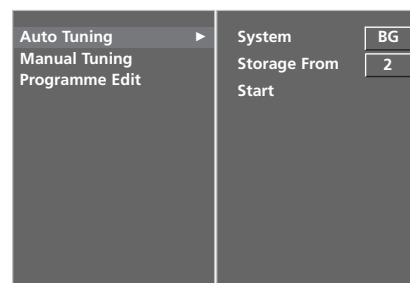 Auto Tuning ►
Manual Tuning
Programme Edit
System BG
Storage From 2
Start